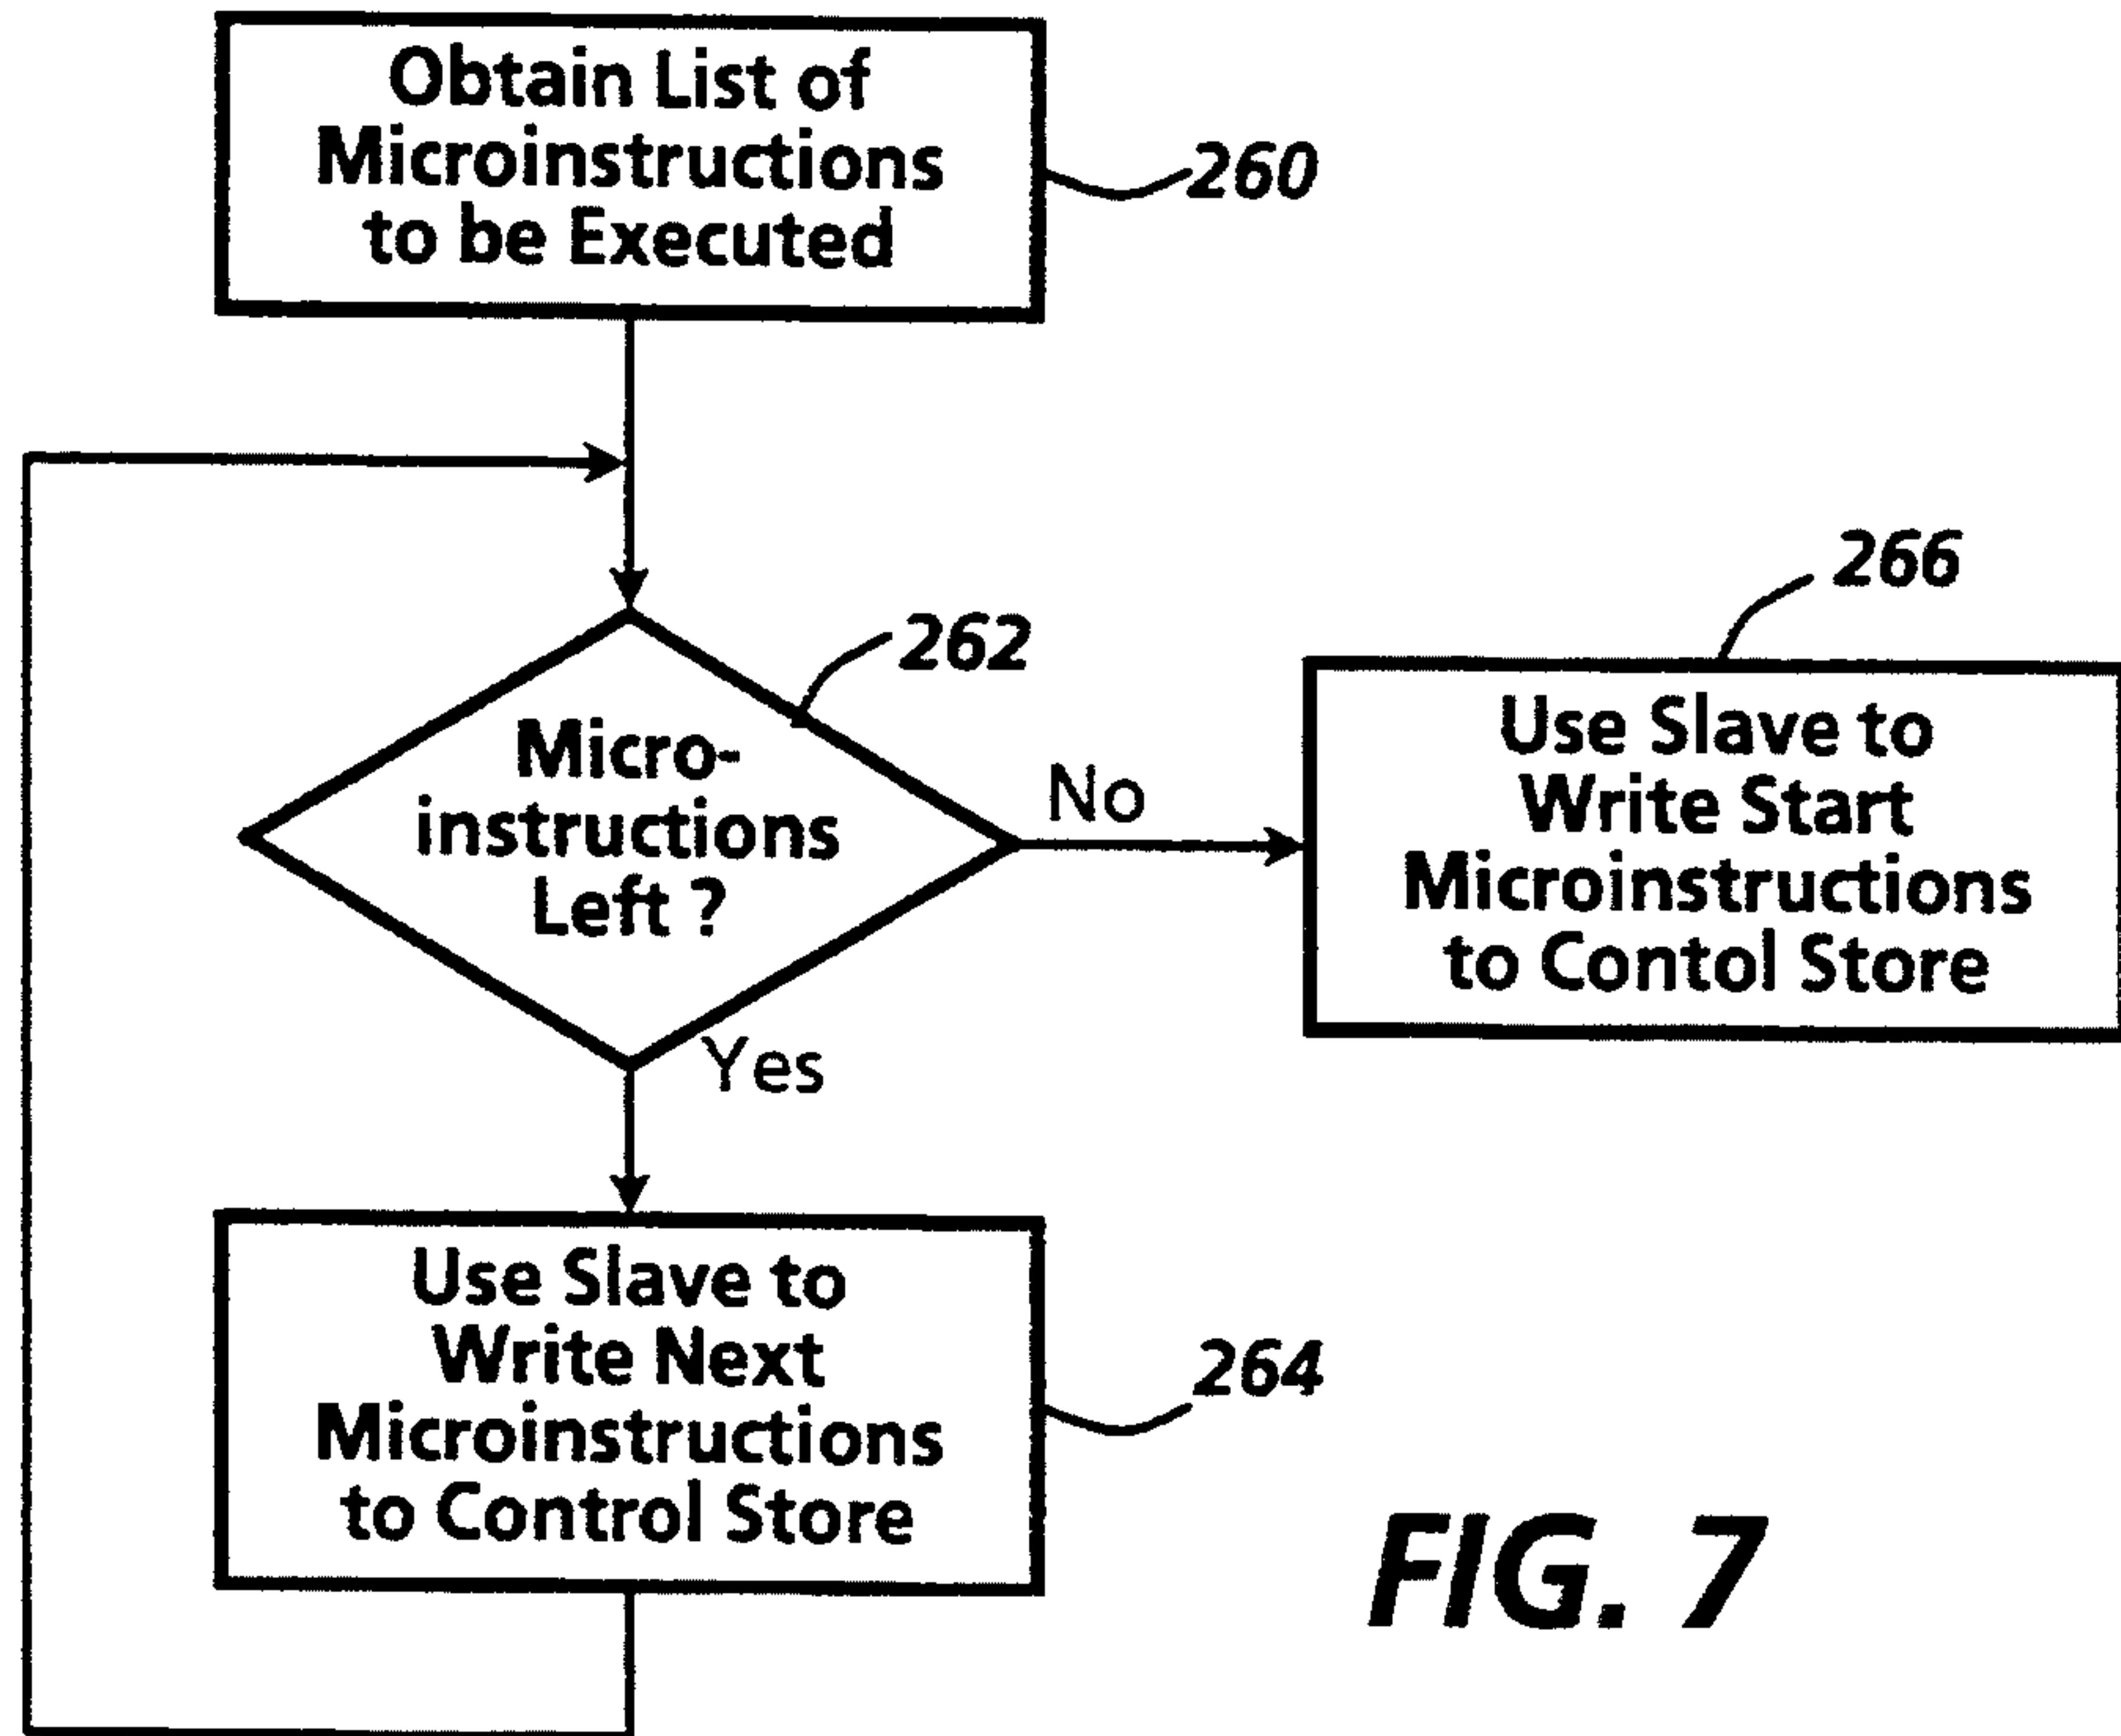 Obtain List of
Microinstructions
to be Executed
260
262
Micro-
instructions
Left ?
No
Yes
266
Use Slave to
Write Start
Microinstructions
to Contol Store
Use Slave to
Write Next
Microinstructions
to Control Store
264
FIG. 7